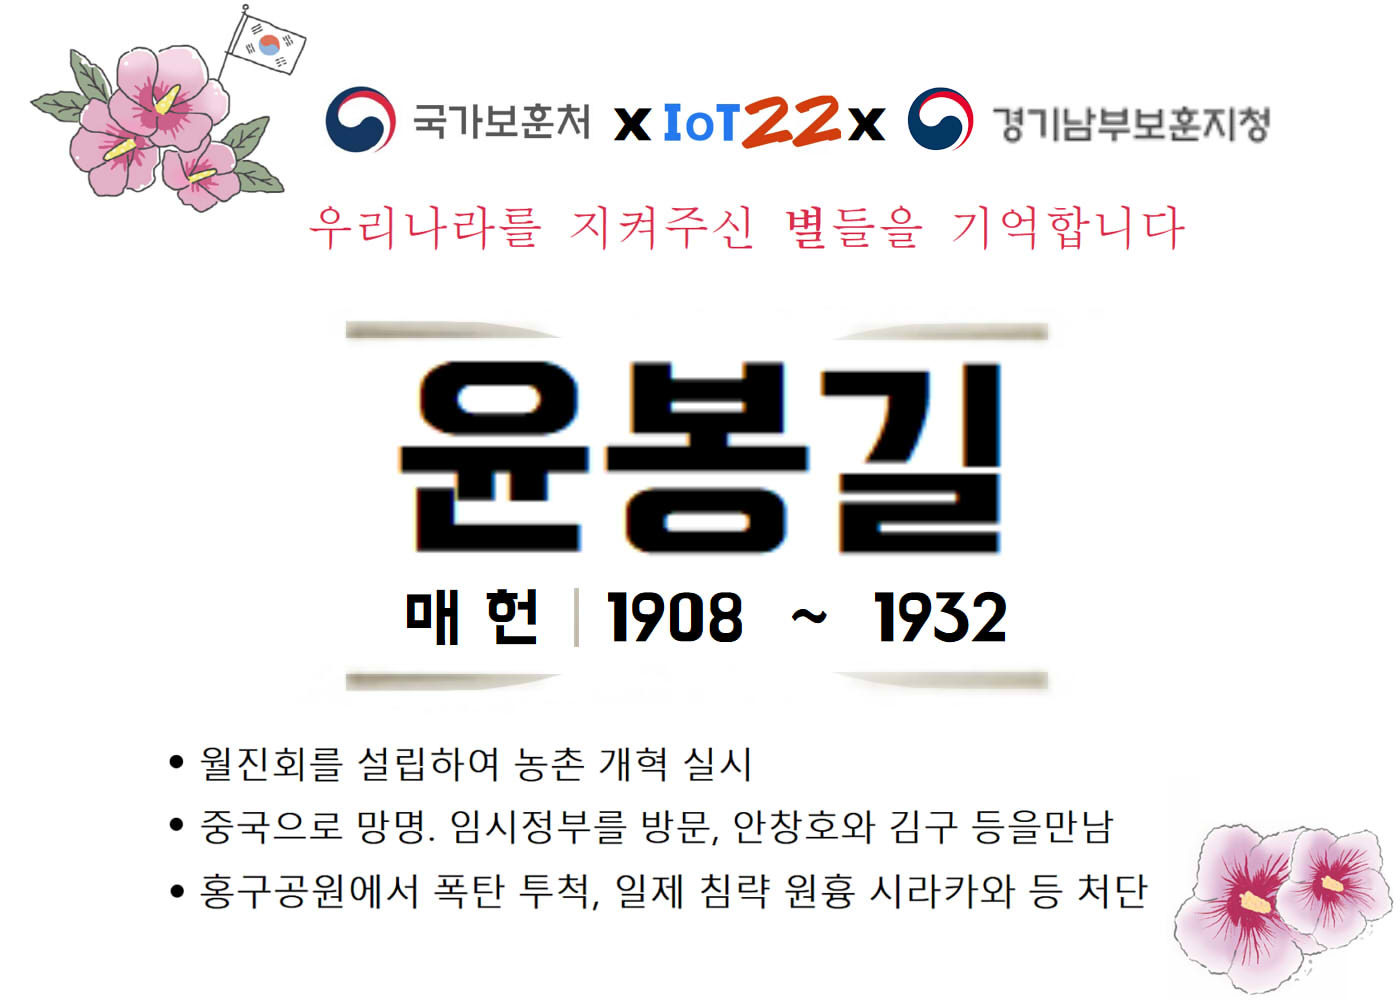 국가보훈처 x IoT22 x 경기남부보훈지청
우리나라를 지켜주신 별들을 기억합니다
윤봉길
매 헌 | 1908 ~ 1932
• 월진회를 설립하여 농촌 개혁 실시
• 중국으로 망명. 임시정부를 방문, 안창호와 김구 등을만남
• 홍구공원에서 폭탄 투척, 일제 침략 원흉 시라카와 등 처단